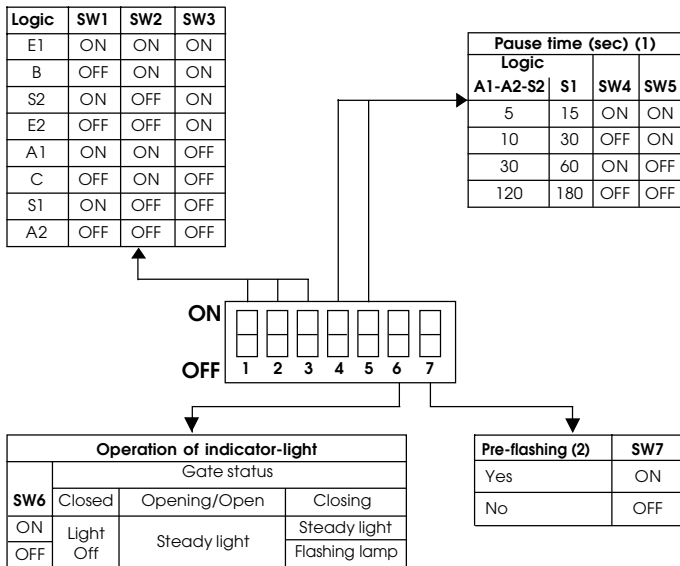 Logic SW1 SW2 SW3
E1 ON ON ON
B OFF ON ON
S2 ON OFF ON
E2 OFF OFF ON
A1 ON ON OFF
C OFF ON OFF
S1 ON OFF OFF
A2 OFF OFF OFF
Pause time (sec) (1)
Logic
A1-A2-S2 S1 SW4 SW5
5 15 ON ON
10 30 OFF ON
30 60 ON OFF
120 180 OFF OFF
ON
OFF 1 2 3 4 5 6 7
Operation of indicator-light
Gate status
SW6 Closed Opening/Open Closing
ON Light Off Steady light Steady light
OFF Flashing lamp
Pre-flashing (2) SW7
Yes ON
No OFF